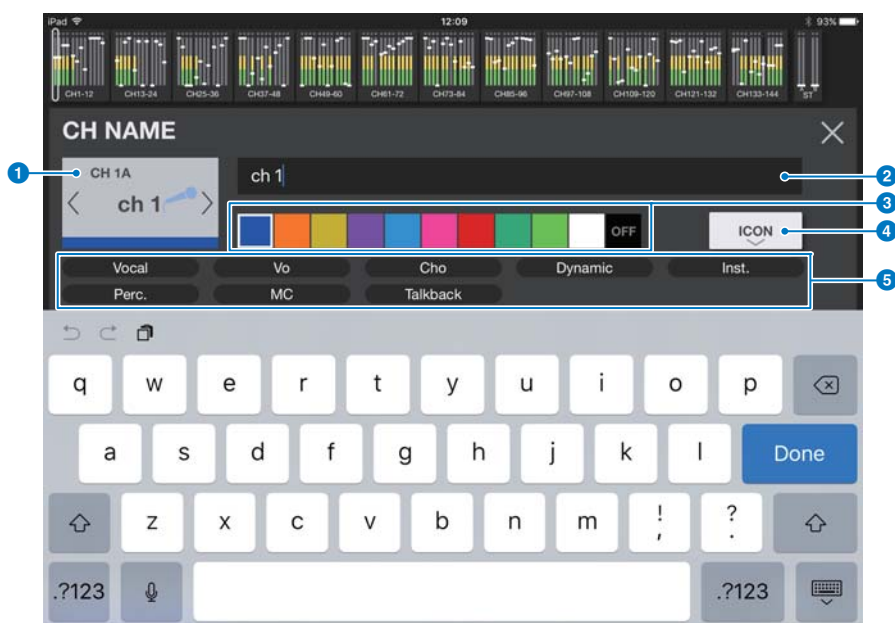 iPad 12:09 93%
CH1-12 CH13-24 CH25-36 CH37-48 CH49-60 CH61-72 CH73-84 CH85-96 CH97-108 CH109-120 CH121-132 CH133-144 ST
CH NAME
1 CH 1A ch 1 2
ch 1 3
OFF ICON 4
Vocal Vo Cho Dynamic Inst. 5
Perc. MC Talkback
q w e r t y u i o p
a s d f g h j k l Done
z x c v b n m ! , ? .
.?123 .?123